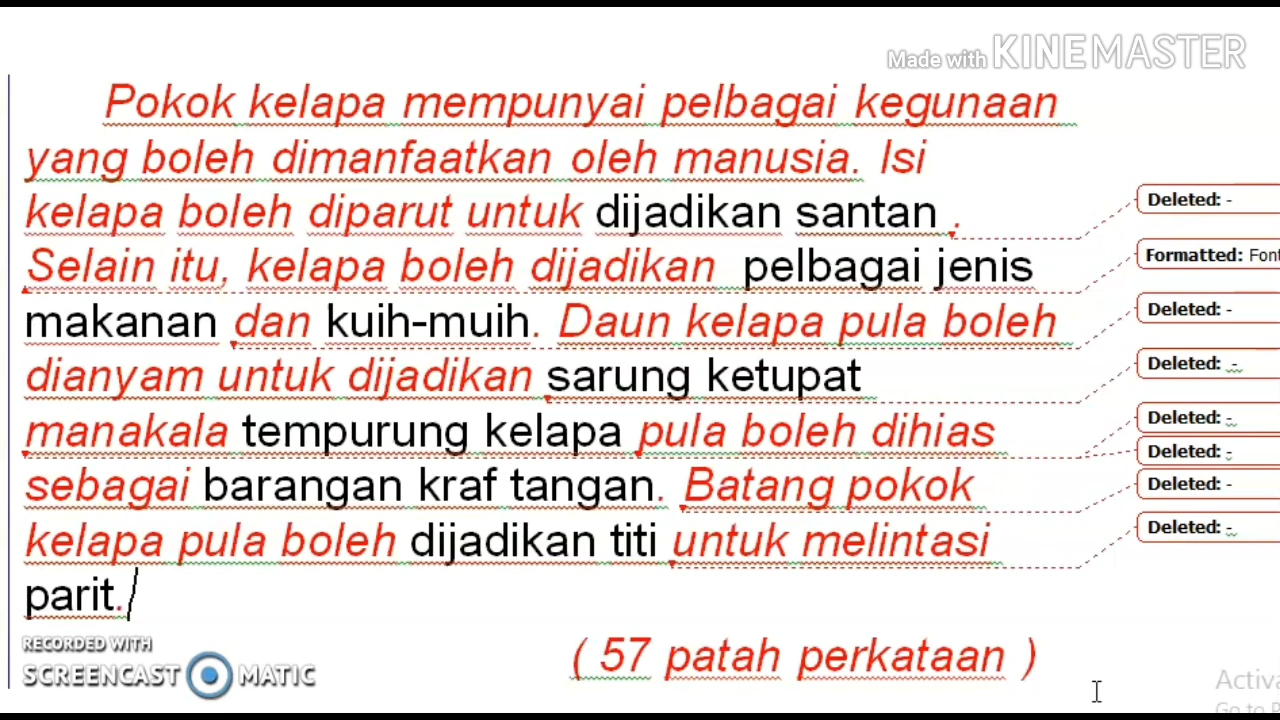 Made with KINEMASTER
Pokok kelapa mempunyai pelbagai kegunaan
yang boleh dimanfaatkan oleh manusia. Isi
kelapa boleh diparut untuk dijadikan santan .
Selain itu, kelapa boleh dijadikan pelbagai jenis
makanan dan kuih-muih. Daun kelapa pula boleh
dianyam untuk dijadikan sarung ketupat
manakala tempurung kelapa pula boleh dihias
sebagai barangan kraf tangan. Batang pokok
kelapa pula boleh dijadikan titi untuk melintasi
parit.
( 57 patah perkataan )
Deleted: -
Formatted: Font
Deleted: -
Deleted: -
Deleted: -
Deleted: -
Deleted: -
Deleted: -
RECORDED WITH
SCREENCAST MATIC